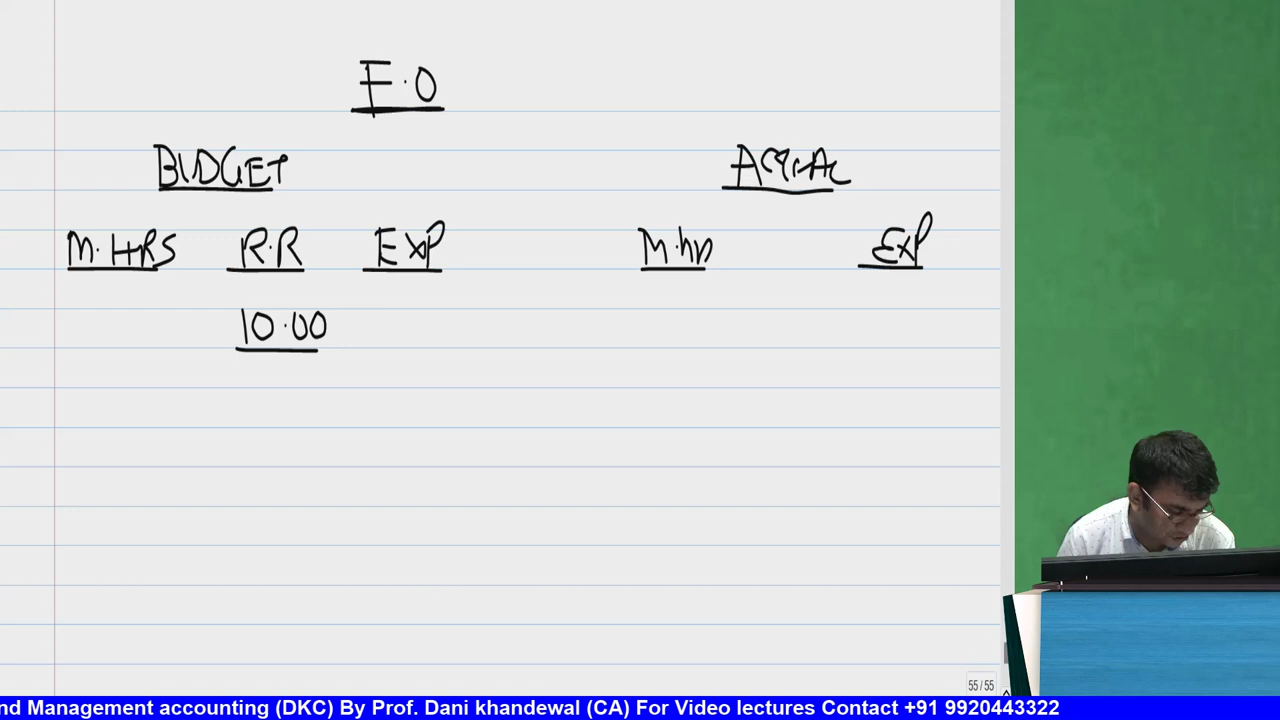 F.O
BUDGET ACTUAL
M.HRS R.R EXP M.hrs EXP
10.00
55 / 55
nd Management accounting (DKC) By Prof. Dani khandewal (CA) For Video lectures Contact +91 9920443322